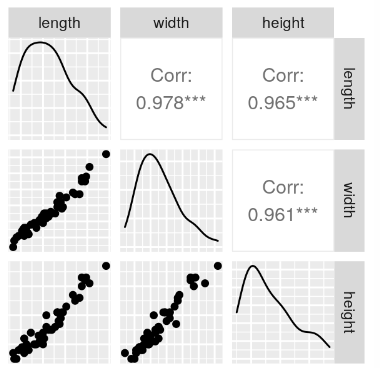 length
width
height
Corr:
0.978***
Corr:
0.965***
length
Corr:
0.961***
width
height